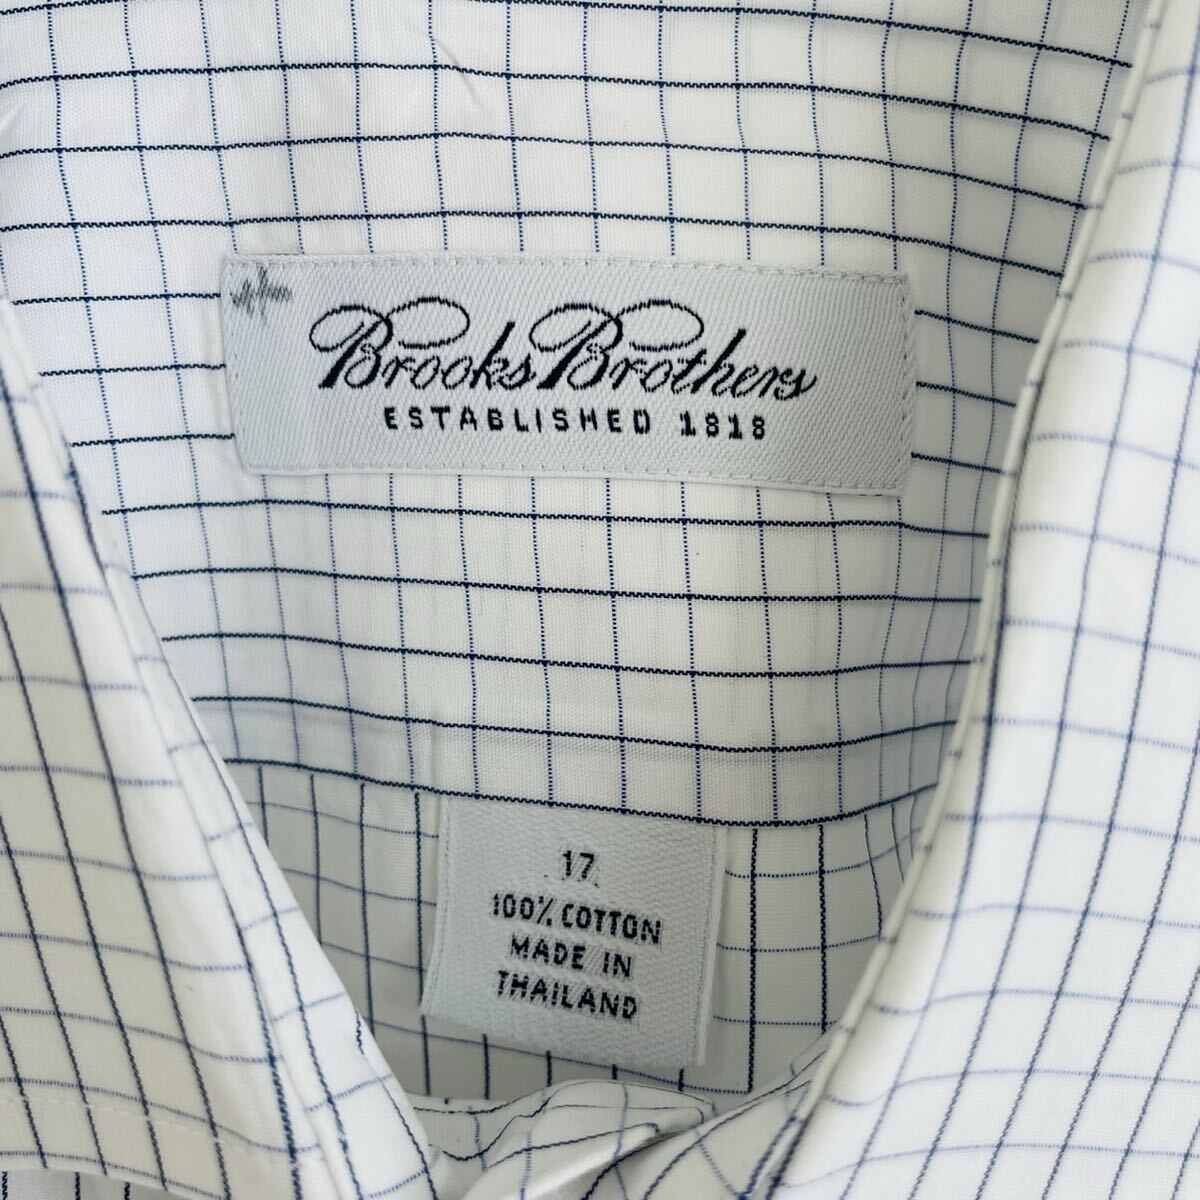 Brooks Brothers
ESTABLISHED 1818
17
100% COTTON
MADE IN
THAILAND